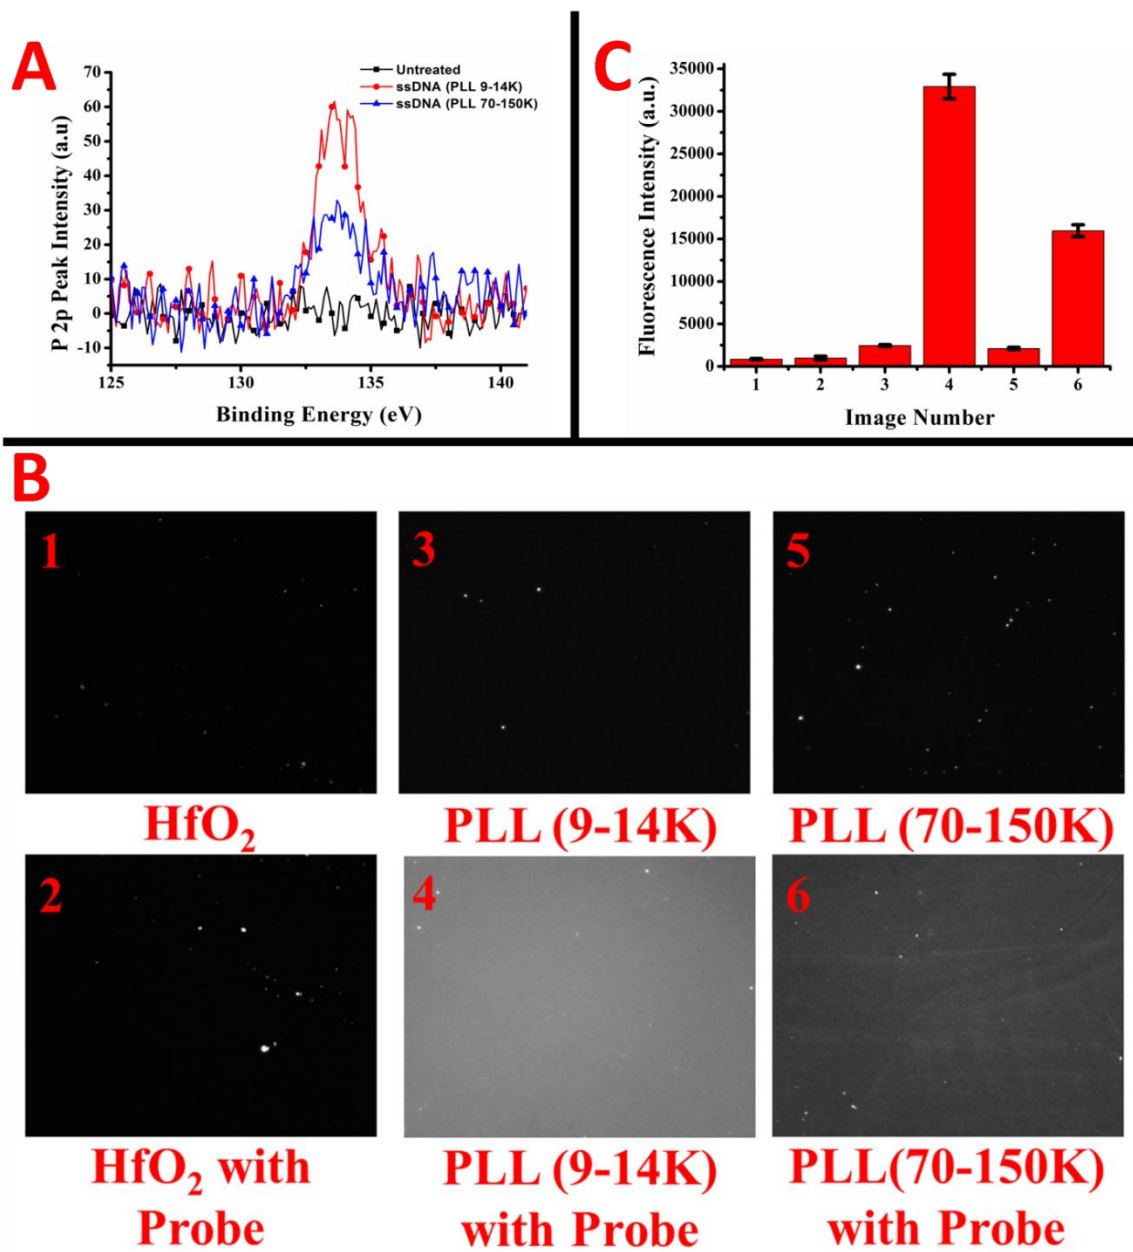 A
P 2p Peak Intensity (a.u)
70
60
50
40
30
20
10
0
-10
125
130
135
140
Binding Energy (eV)
Untreated
ssDNA (PLL 9-14K)
ssDNA (PLL 70-150K)
C
Fluorescence Intensity (a.u.)
35000
30000
25000
20000
15000
10000
5000
0
1
2
3
4
5
6
Image Number
B
1
3
5
HfO₂
PLL (9-14K)
PLL (70-150K)
2
4
6
HfO₂ with
Probe
PLL (9-14K)
with Probe
PLL(70-150K)
with Probe